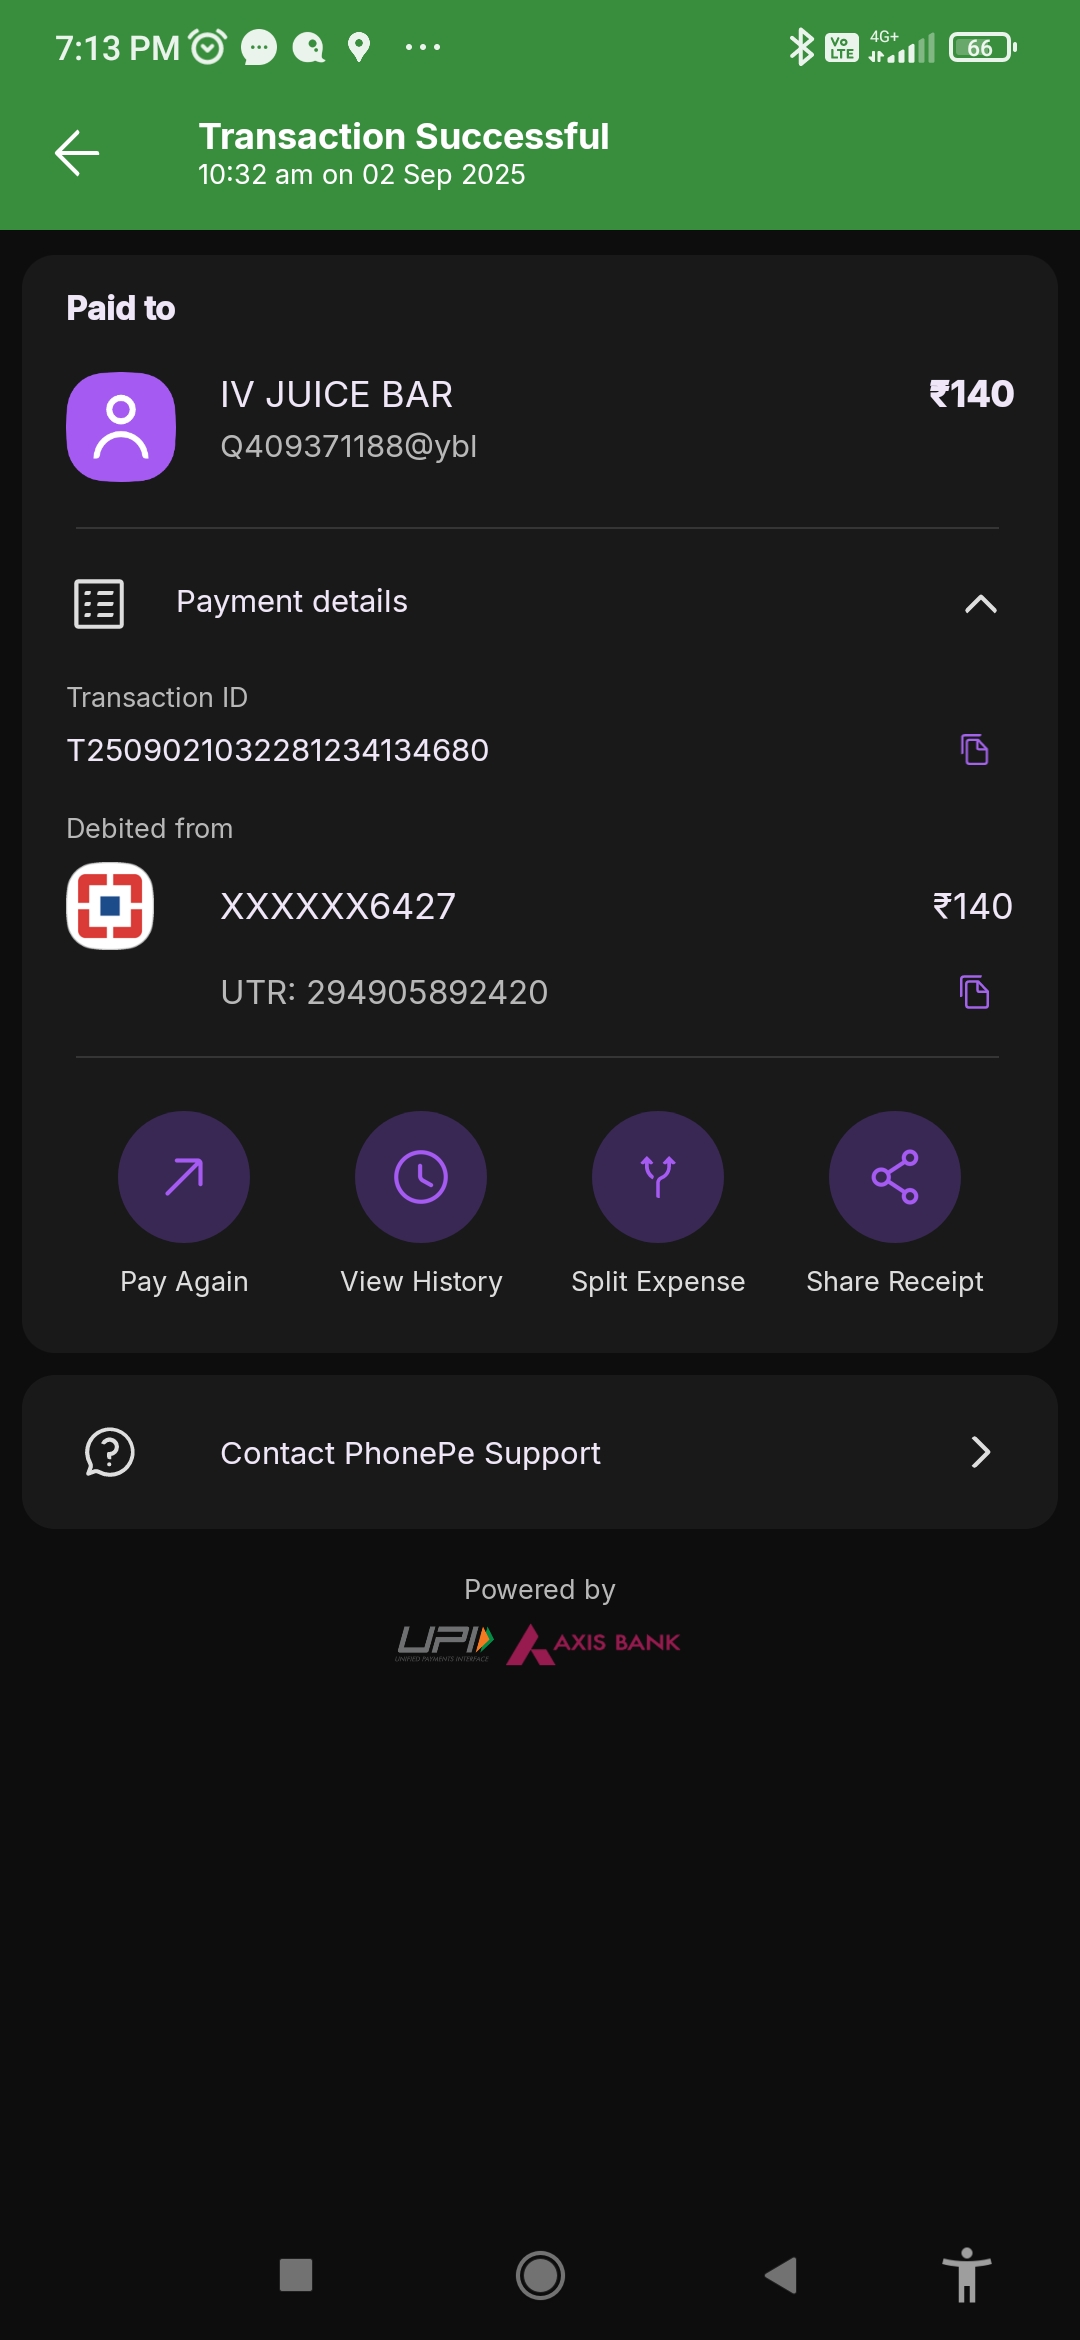 7:13 PM
Vo LTE
4G+
66
Transaction Successful
10:32 am on 02 Sep 2025
Paid to
IV JUICE BAR
₹140
Q409371188@ybl
Payment details
Transaction ID
T2509021032281234134680
Debited from
XXXXXX6427
₹140
UTR: 294905892420
Pay Again
View History
Split Expense
Share Receipt
Contact PhonePe Support
Powered by
UPI
UNIFIED PAYMENTS INTERFACE
AXIS BANK